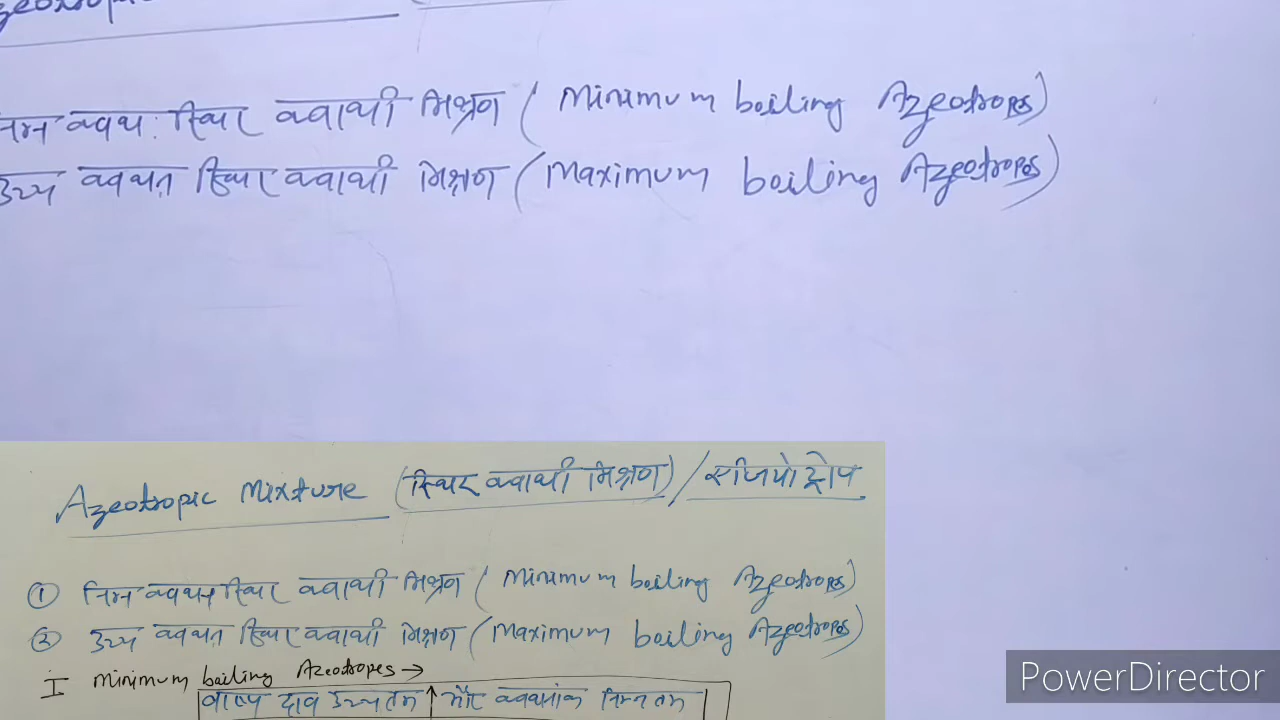 निम्न क्वथ. स्थिर क्वाथी मिश्रण ( Minimum boiling Azeotropes)
उच्च क्वथन स्थिर क्वाथी मिश्रण ( Maximum boiling Azeotropes)
Azeotropic Mixture (स्थिर क्वाथी मिश्रण) / एजियोट्रोप
① निम्न क्वथन स्थिर क्वाथी मिश्रण ( Minimum boiling Azeotropes)
② उच्च क्वथन स्थिर क्वाथी मिश्रण ( Maximum boiling Azeotropes)
I minimum boiling Azeotropes →
वाष्प दाब उच्चतम ↑ और क्वथनांक निम्नतम
PowerDirector